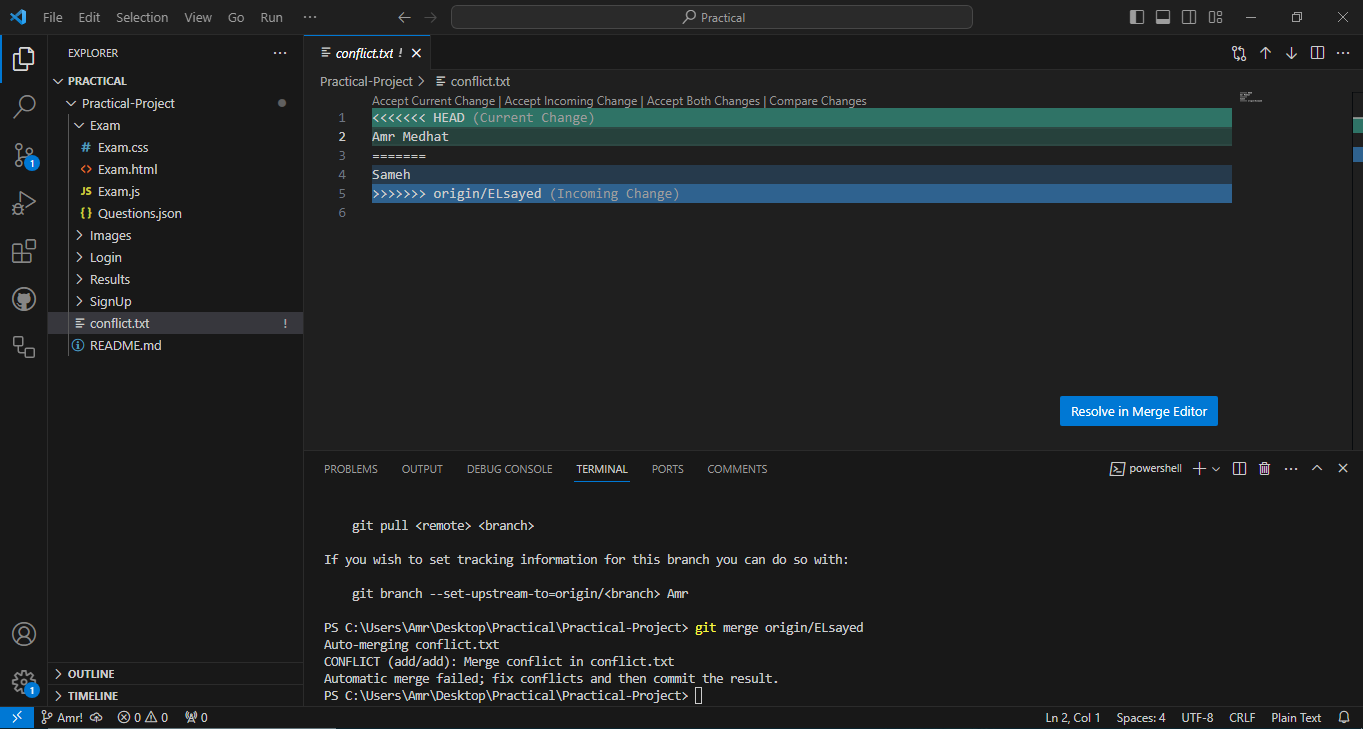 File Edit Selection View Go Run ··· Practical
EXPLORER ···
PRACTICAL
Practical-Project
Exam
# Exam.css
<> Exam.html
JS Exam.js
{} Questions.json
Images
Login
Results
SignUp
conflict.txt !
README.md
OUTLINE
TIMELINE
1
1
conflict.txt !
Practical-Project > conflict.txt
Accept Current Change | Accept Incoming Change | Accept Both Changes | Compare Changes
1 <<<<<<< HEAD (Current Change)
2 Amr Medhat
3 =======
4 Sameh
5 >>>>>>> origin/ELsayed (Incoming Change)
6
Resolve in Merge Editor
PROBLEMS OUTPUT DEBUG CONSOLE TERMINAL PORTS COMMENTS powershell
git pull <remote> <branch>
If you wish to set tracking information for this branch you can do so with:
git branch --set-upstream-to=origin/<branch> Amr
PS C:\Users\Amr\Desktop\Practical\Practical-Project> git merge origin/ELsayed
Auto-merging conflict.txt
CONFLICT (add/add): Merge conflict in conflict.txt
Automatic merge failed; fix conflicts and then commit the result.
PS C:\Users\Amr\Desktop\Practical\Practical-Project>
Amr! 0 0 0 Ln 2, Col 1 Spaces: 4 UTF-8 CRLF Plain Text